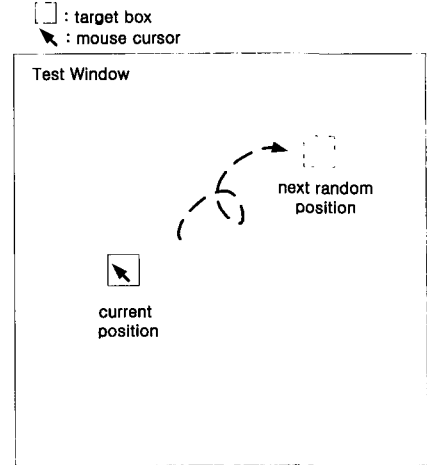 : target box
: mouse cursor
Test Window
next random
position
current
position